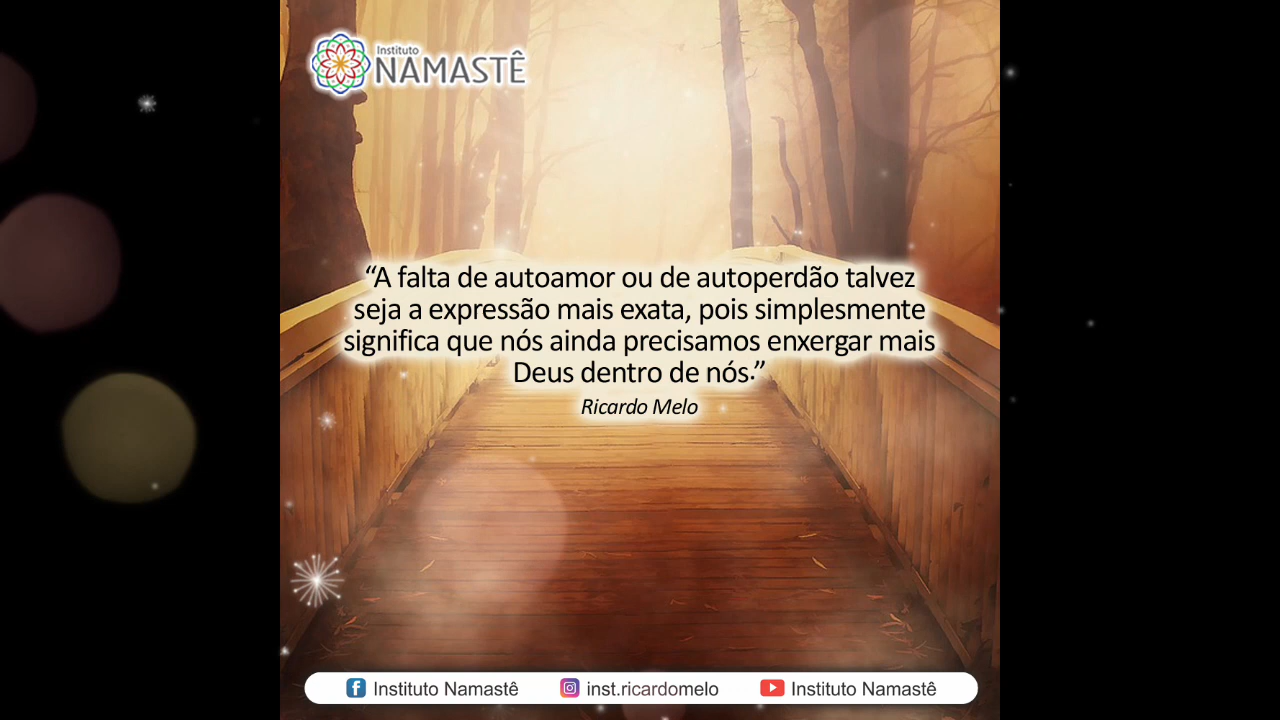 Instituto
NAMASTÊ
“A falta de autoamor ou de autoperdão talvez
seja a expressão mais exata, pois simplesmente
significa que nós ainda precisamos enxergar mais
Deus dentro de nós.”
Ricardo Melo
Instituto Namastê inst.ricardomelo Instituto Namastê